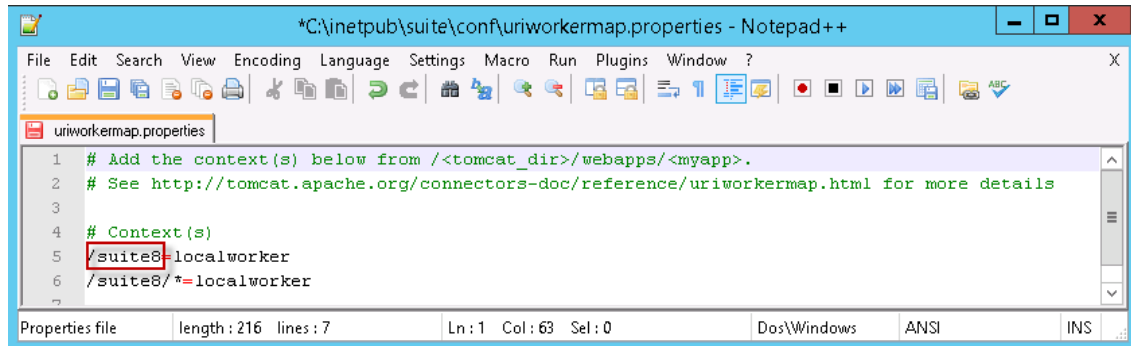 *C:\inetpub\suite\conf\uriworkermap.properties - Notepad++
File Edit Search View Encoding Language Settings Macro Run Plugins Window ? X
uriworkermap.properties
1 # Add the context(s) below from /<tomcat_dir>/webapps/<myapp>.
2 # See http://tomcat.apache.org/connectors-doc/reference/uriworkermap.html for more details
3
4 # Context(s)
5 /suite8=localworker
6 /suite8/*=localworker
7
Properties file length : 216 lines : 7 Ln : 1 Col : 63 Sel : 0 Dos\Windows ANSI INS